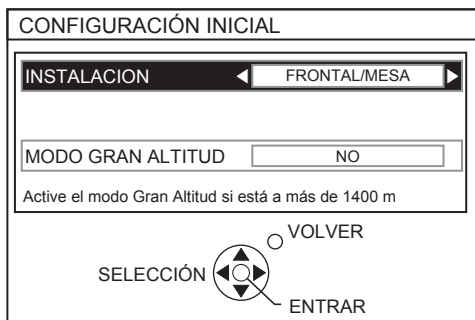 CONFIGURACIÓN INICIAL
INSTALACION FRONTAL/MESA
MODO GRAN ALTITUD NO
Active el modo Gran Altitud si está a más de 1400 m
VOLVER
SELECCIÓN
ENTRAR